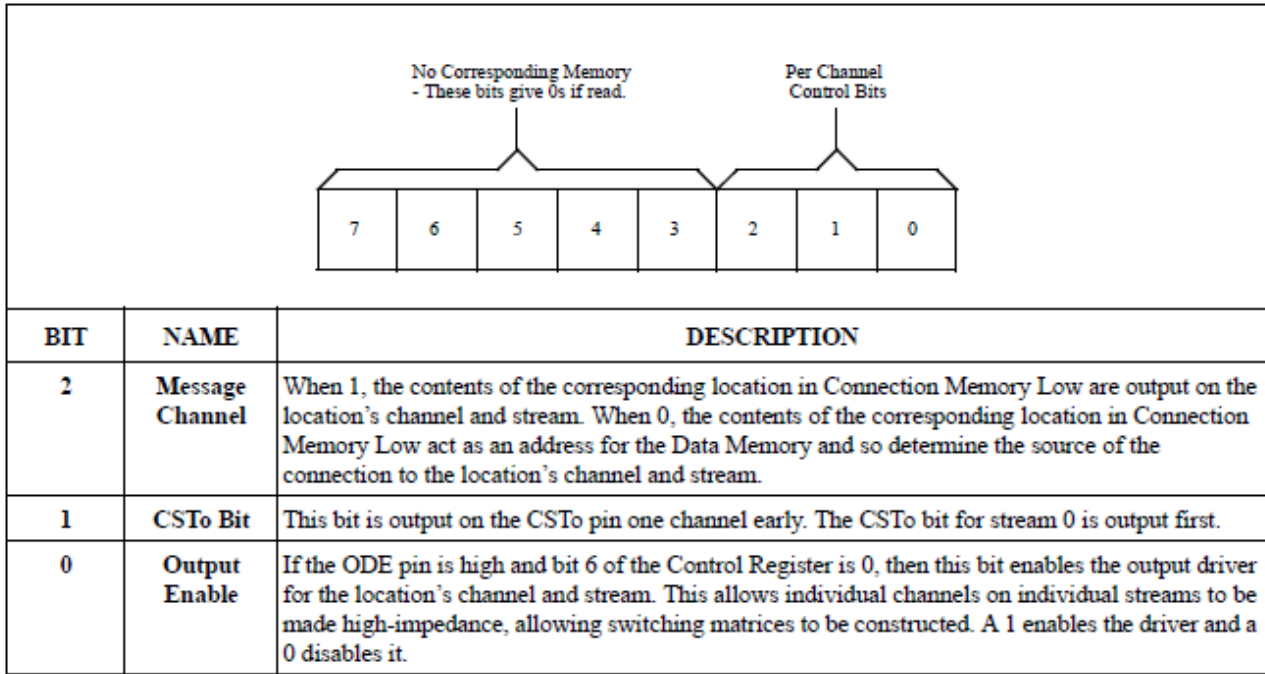 No Corresponding Memory
- These bits give 0s if read.
Per Channel
Control Bits
7 6 5 4 3 2 1 0
BIT NAME DESCRIPTION
2 Message Channel When 1, the contents of the corresponding location in Connection Memory Low are output on the
location's channel and stream. When 0, the contents of the corresponding location in Connection
Memory Low act as an address for the Data Memory and so determine the source of the
connection to the location's channel and stream.
1 CSTo Bit This bit is output on the CSTo pin one channel early. The CSTo bit for stream 0 is output first.
0 Output Enable If the ODE pin is high and bit 6 of the Control Register is 0, then this bit enables the output driver
for the location's channel and stream. This allows individual channels on individual streams to be
made high-impedance, allowing switching matrices to be constructed. A 1 enables the driver and a
0 disables it.